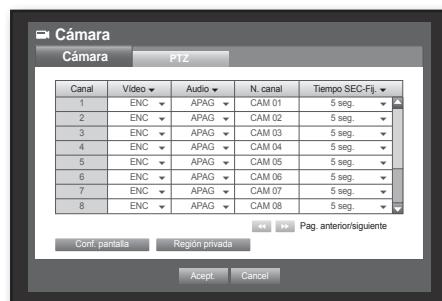 Cámara
Cámara PTZ
Canal Vídeo Audio N. canal Tiempo SEC-Fij.
1 ENC APAG CAM 01 5 seg.
2 ENC APAG CAM 02 5 seg.
3 ENC APAG CAM 03 5 seg.
4 ENC APAG CAM 04 5 seg.
5 ENC APAG CAM 05 5 seg.
6 ENC APAG CAM 06 5 seg.
7 ENC APAG CAM 07 5 seg.
8 ENC APAG CAM 08 5 seg.
Pag. anterior/siguiente
Conf. pantalla Región privada
Acept. Cancel